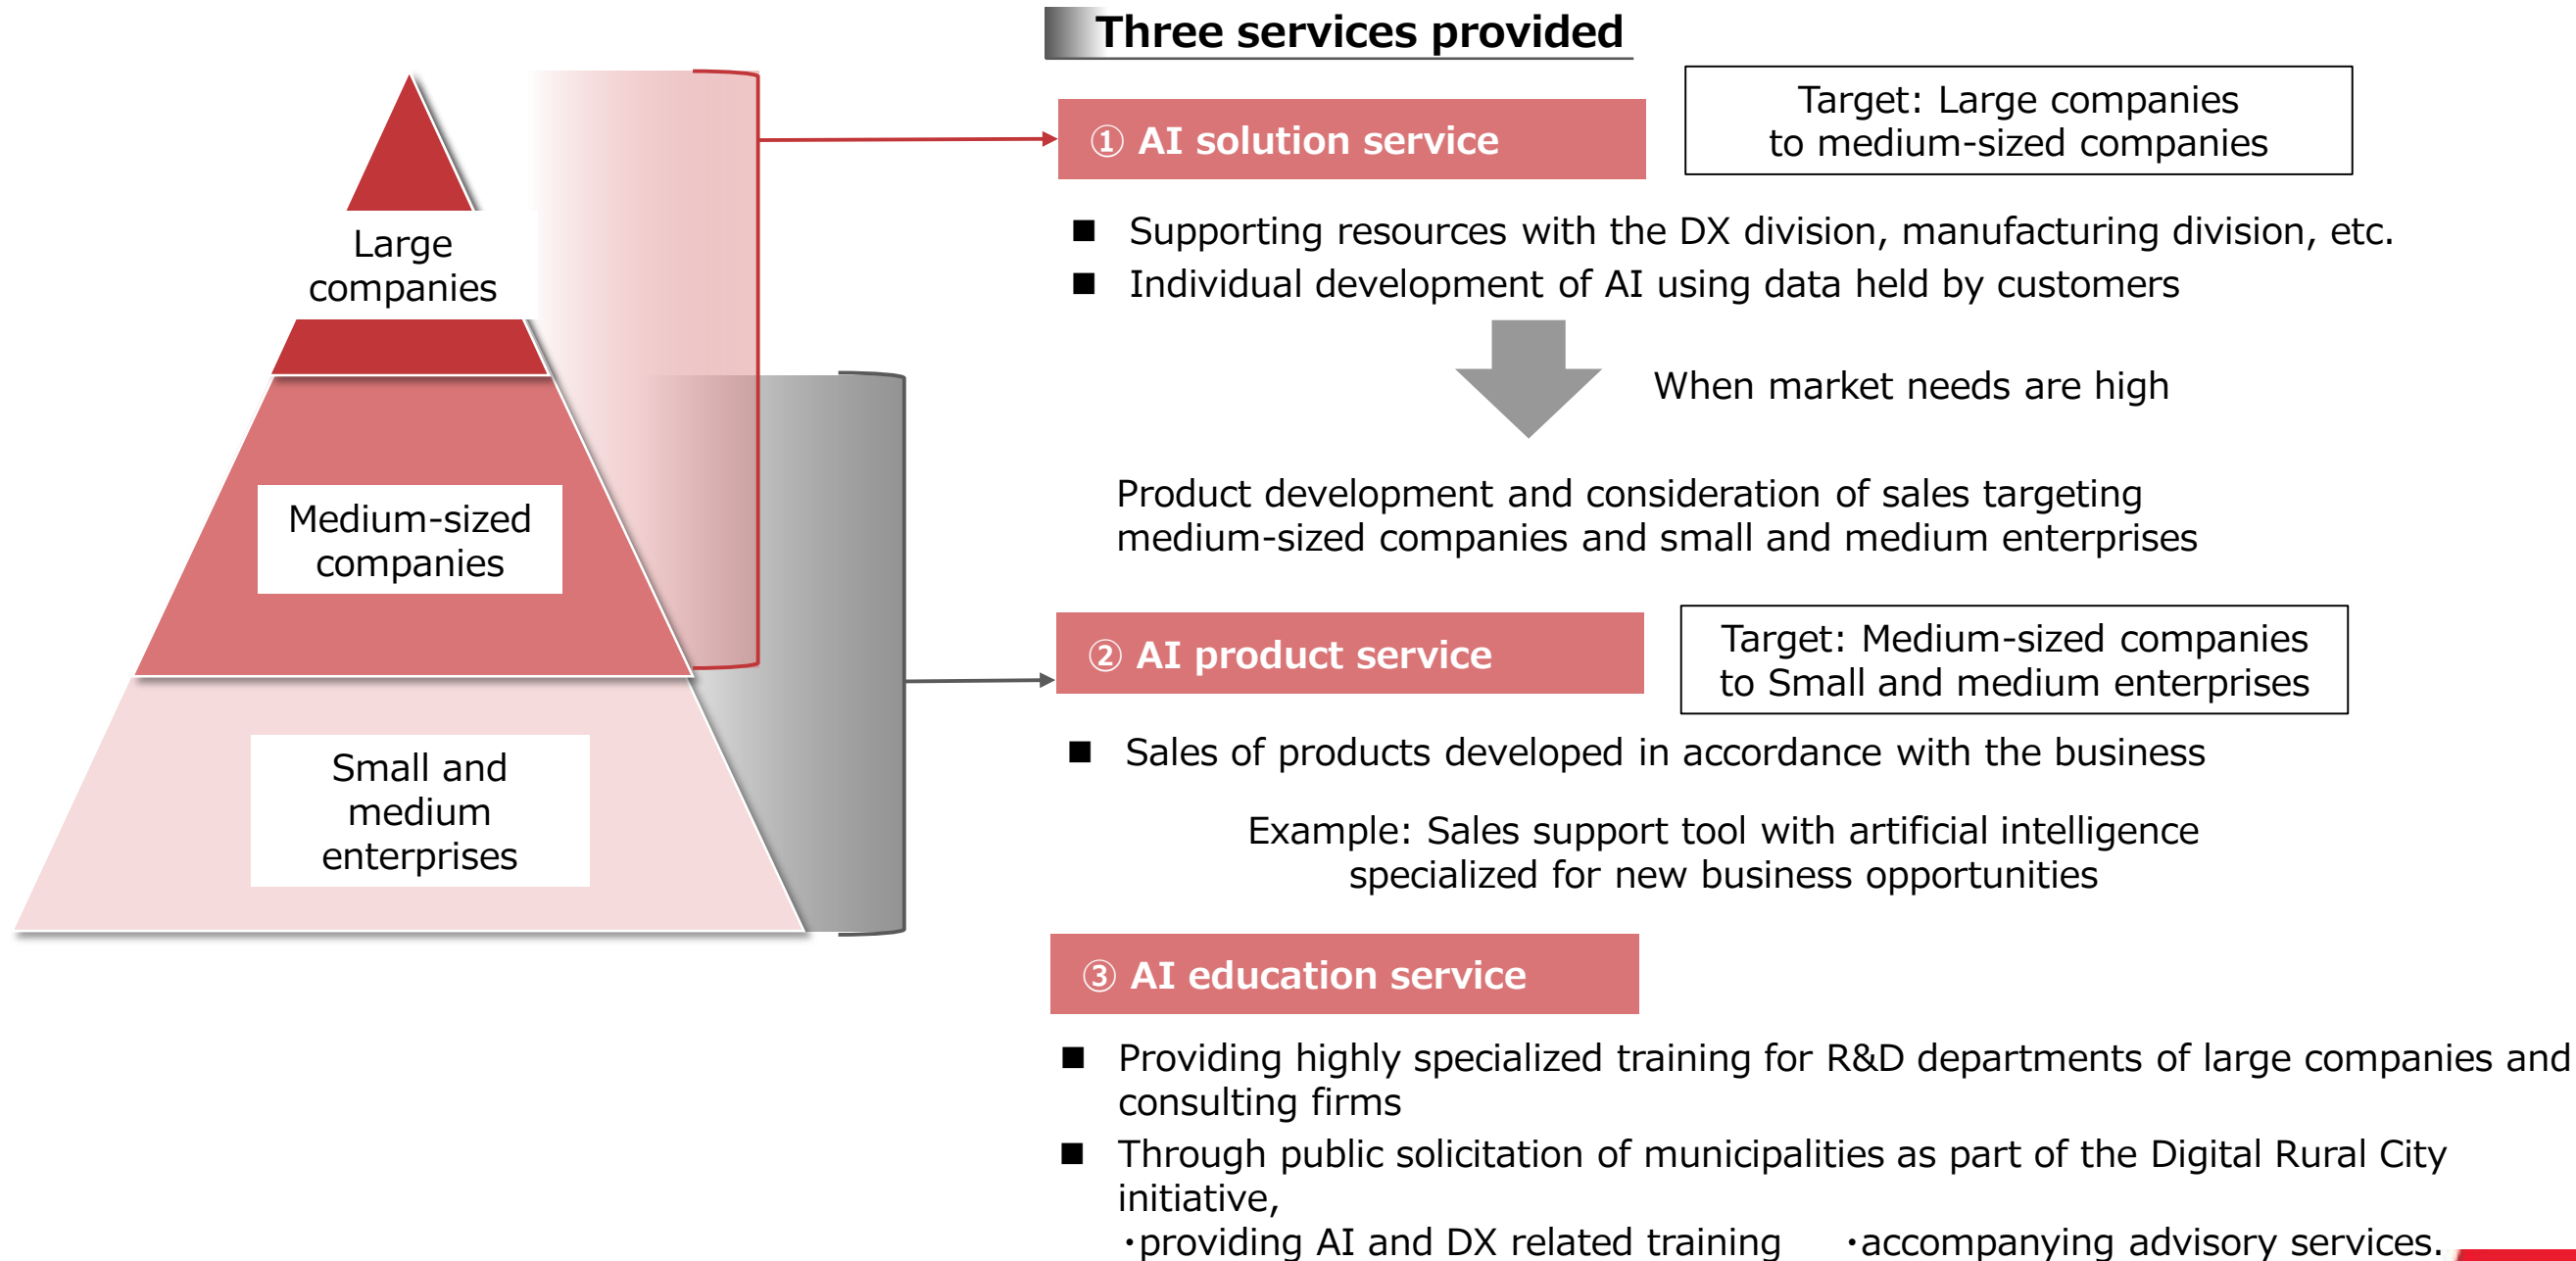 Three services provided
Large
companies
Medium-sized
companies
Small and
medium
enterprises
① AI solution service
Target: Large companies
to medium-sized companies
■ Supporting resources with the DX division, manufacturing division, etc.
■ Individual development of AI using data held by customers
When market needs are high
Product development and consideration of sales targeting
medium-sized companies and small and medium enterprises
② AI product service
Target: Medium-sized companies
to Small and medium enterprises
■ Sales of products developed in accordance with the business
Example: Sales support tool with artificial intelligence
specialized for new business opportunities
③ AI education service
■ Providing highly specialized training for R&D departments of large companies and
consulting firms
■ Through public solicitation of municipalities as part of the Digital Rural City
initiative,
・providing AI and DX related training ・accompanying advisory services.